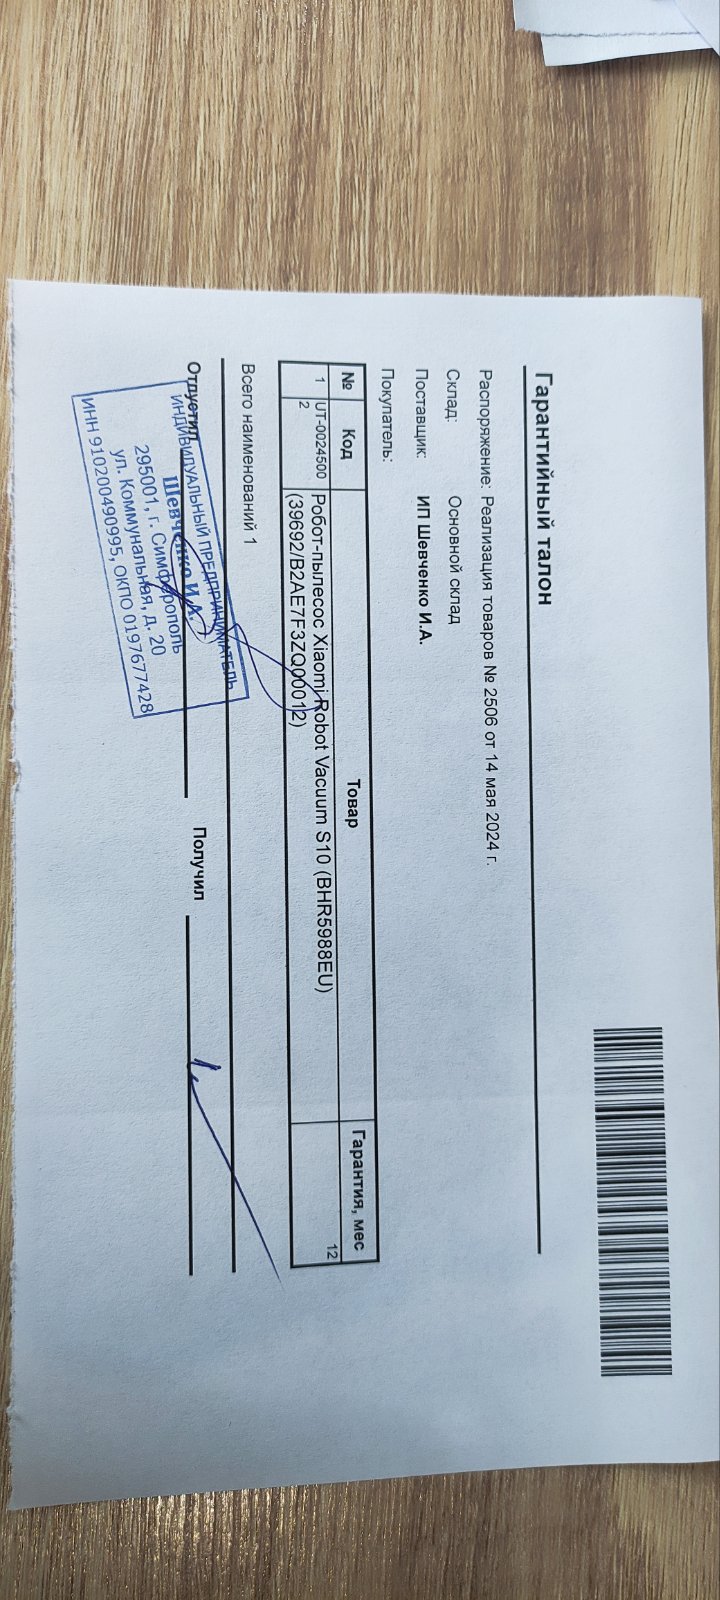 Гарантийный талон
Распоряжение: Реализация товаров № 2506 от 14 мая 2024 г.
Склад: Основной склад
Поставщик: ИП Шевченко И.А.
Покупатель:
№ Код Товар Гарантия, мес
1 UT-0024500 Робот-пылесос Xiaomi Robot Vacuum S10 (BHR5988EU) 12
2 (39692/B2AE7F3ZQ00012)
Всего наименований 1
Отпустил Получил
ИНДИВИДУАЛЬНЫЙ ПРЕДПРИНИМАТЕЛЬ
Шевченко И.А.
295001, г. Симферополь
ул. Коммунальная, д. 20
ИНН 910200490995, ОКПО 0197677428